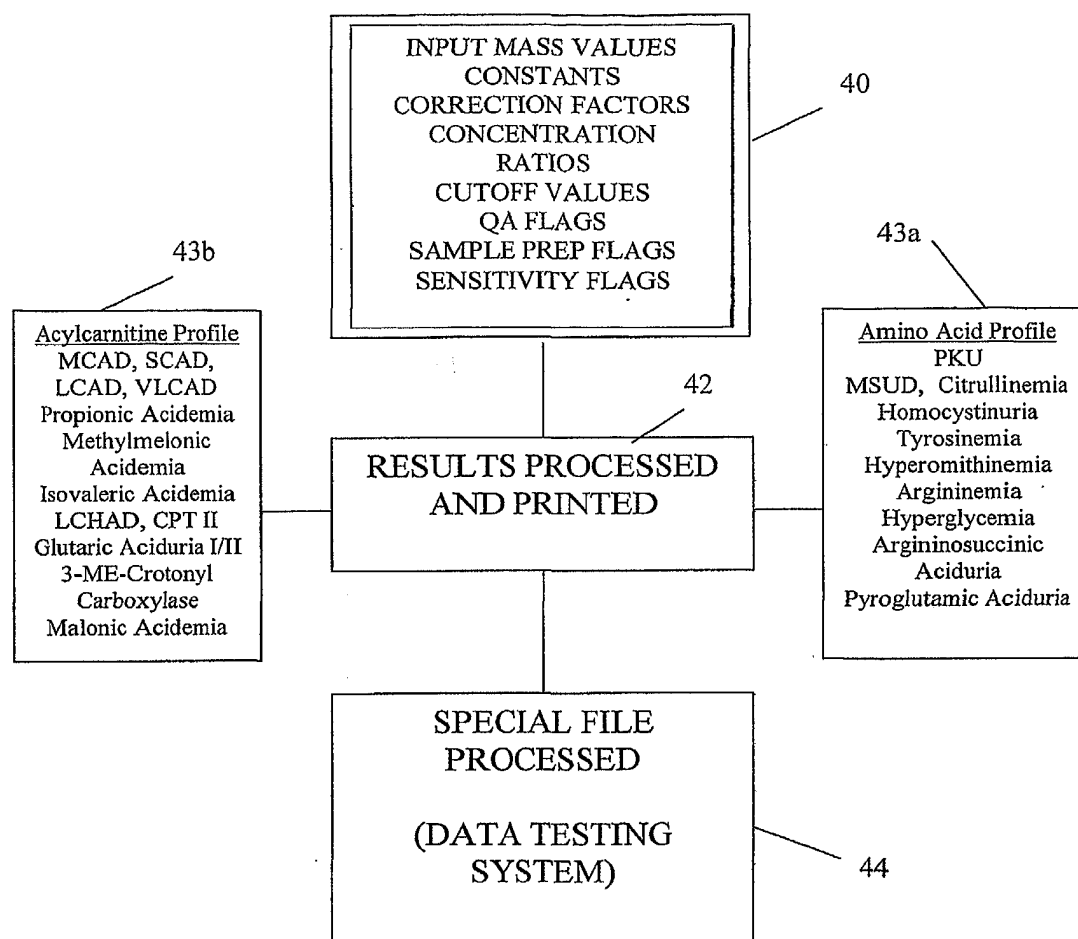 INPUT MASS VALUES
CONSTANTS
CORRECTION FACTORS
CONCENTRATION
RATIOS
CUTOFF VALUES
QA FLAGS
SAMPLE PREP FLAGS
SENSITIVITY FLAGS
40
43b
43a
Acylcarnitine Profile
MCAD, SCAD,
LCAD, VLCAD
Propionic Acidemia
Methylmelonic
Acidemia
Isovaleric Acidemia
LCHAD, CPT II
Glutaric Aciduria I/II
3-ME-Crotonyl
Carboxylase
Malonic Acidemia
42
RESULTS PROCESSED
AND PRINTED
Amino Acid Profile
PKU
MSUD, Citrullinemia
Homocystinuria
Tyrosinemia
Hyperomithinemia
Argininemia
Hyperglycemia
Argininosuccinic
Aciduria
Pyroglutamic Aciduria
SPECIAL FILE
PROCESSED
(DATA TESTING
SYSTEM)
44